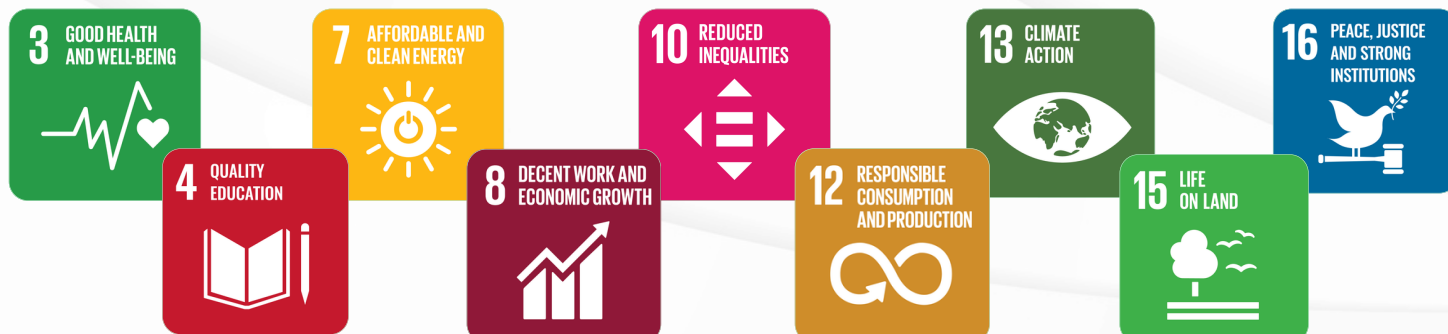 3 GOOD HEALTH
AND WELL-BEING
4 QUALITY
EDUCATION
7 AFFORDABLE AND
CLEAN ENERGY
8 DECENT WORK AND
ECONOMIC GROWTH
10 REDUCED
INEQUALITIES
12 RESPONSIBLE
CONSUMPTION
AND PRODUCTION
13 CLIMATE
ACTION
15 LIFE
ON LAND
16 PEACE, JUSTICE
AND STRONG
INSTITUTIONS